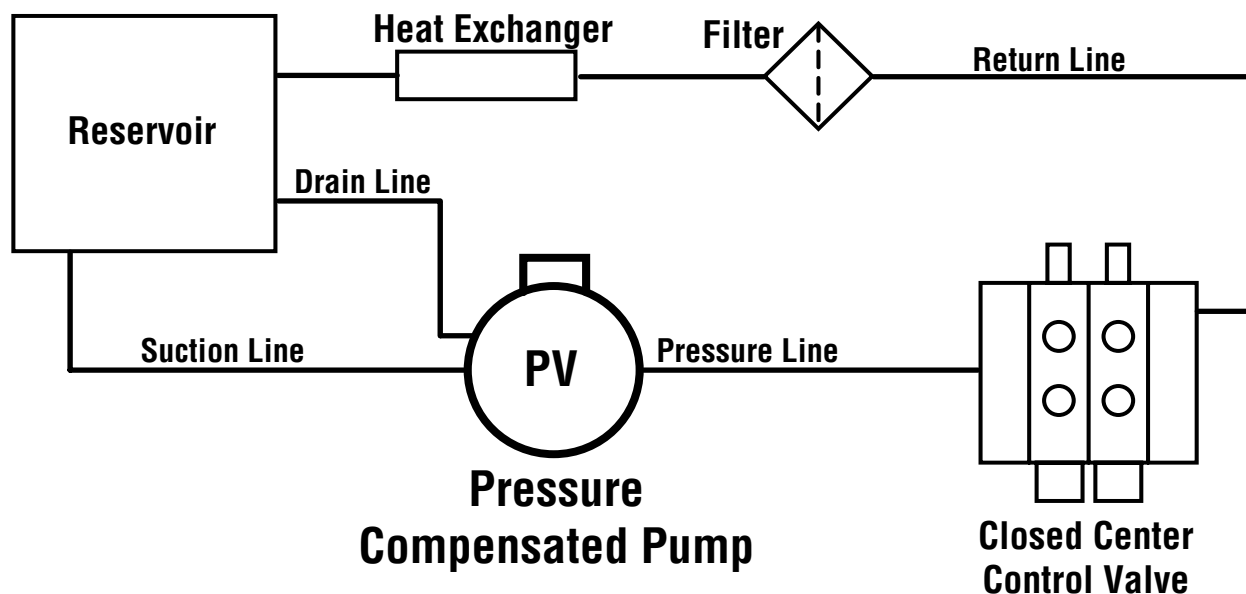 Heat Exchanger
Filter
Return Line
Reservoir
Drain Line
Suction Line
PV
Pressure Line
Pressure
Compensated Pump
Closed Center
Control Valve